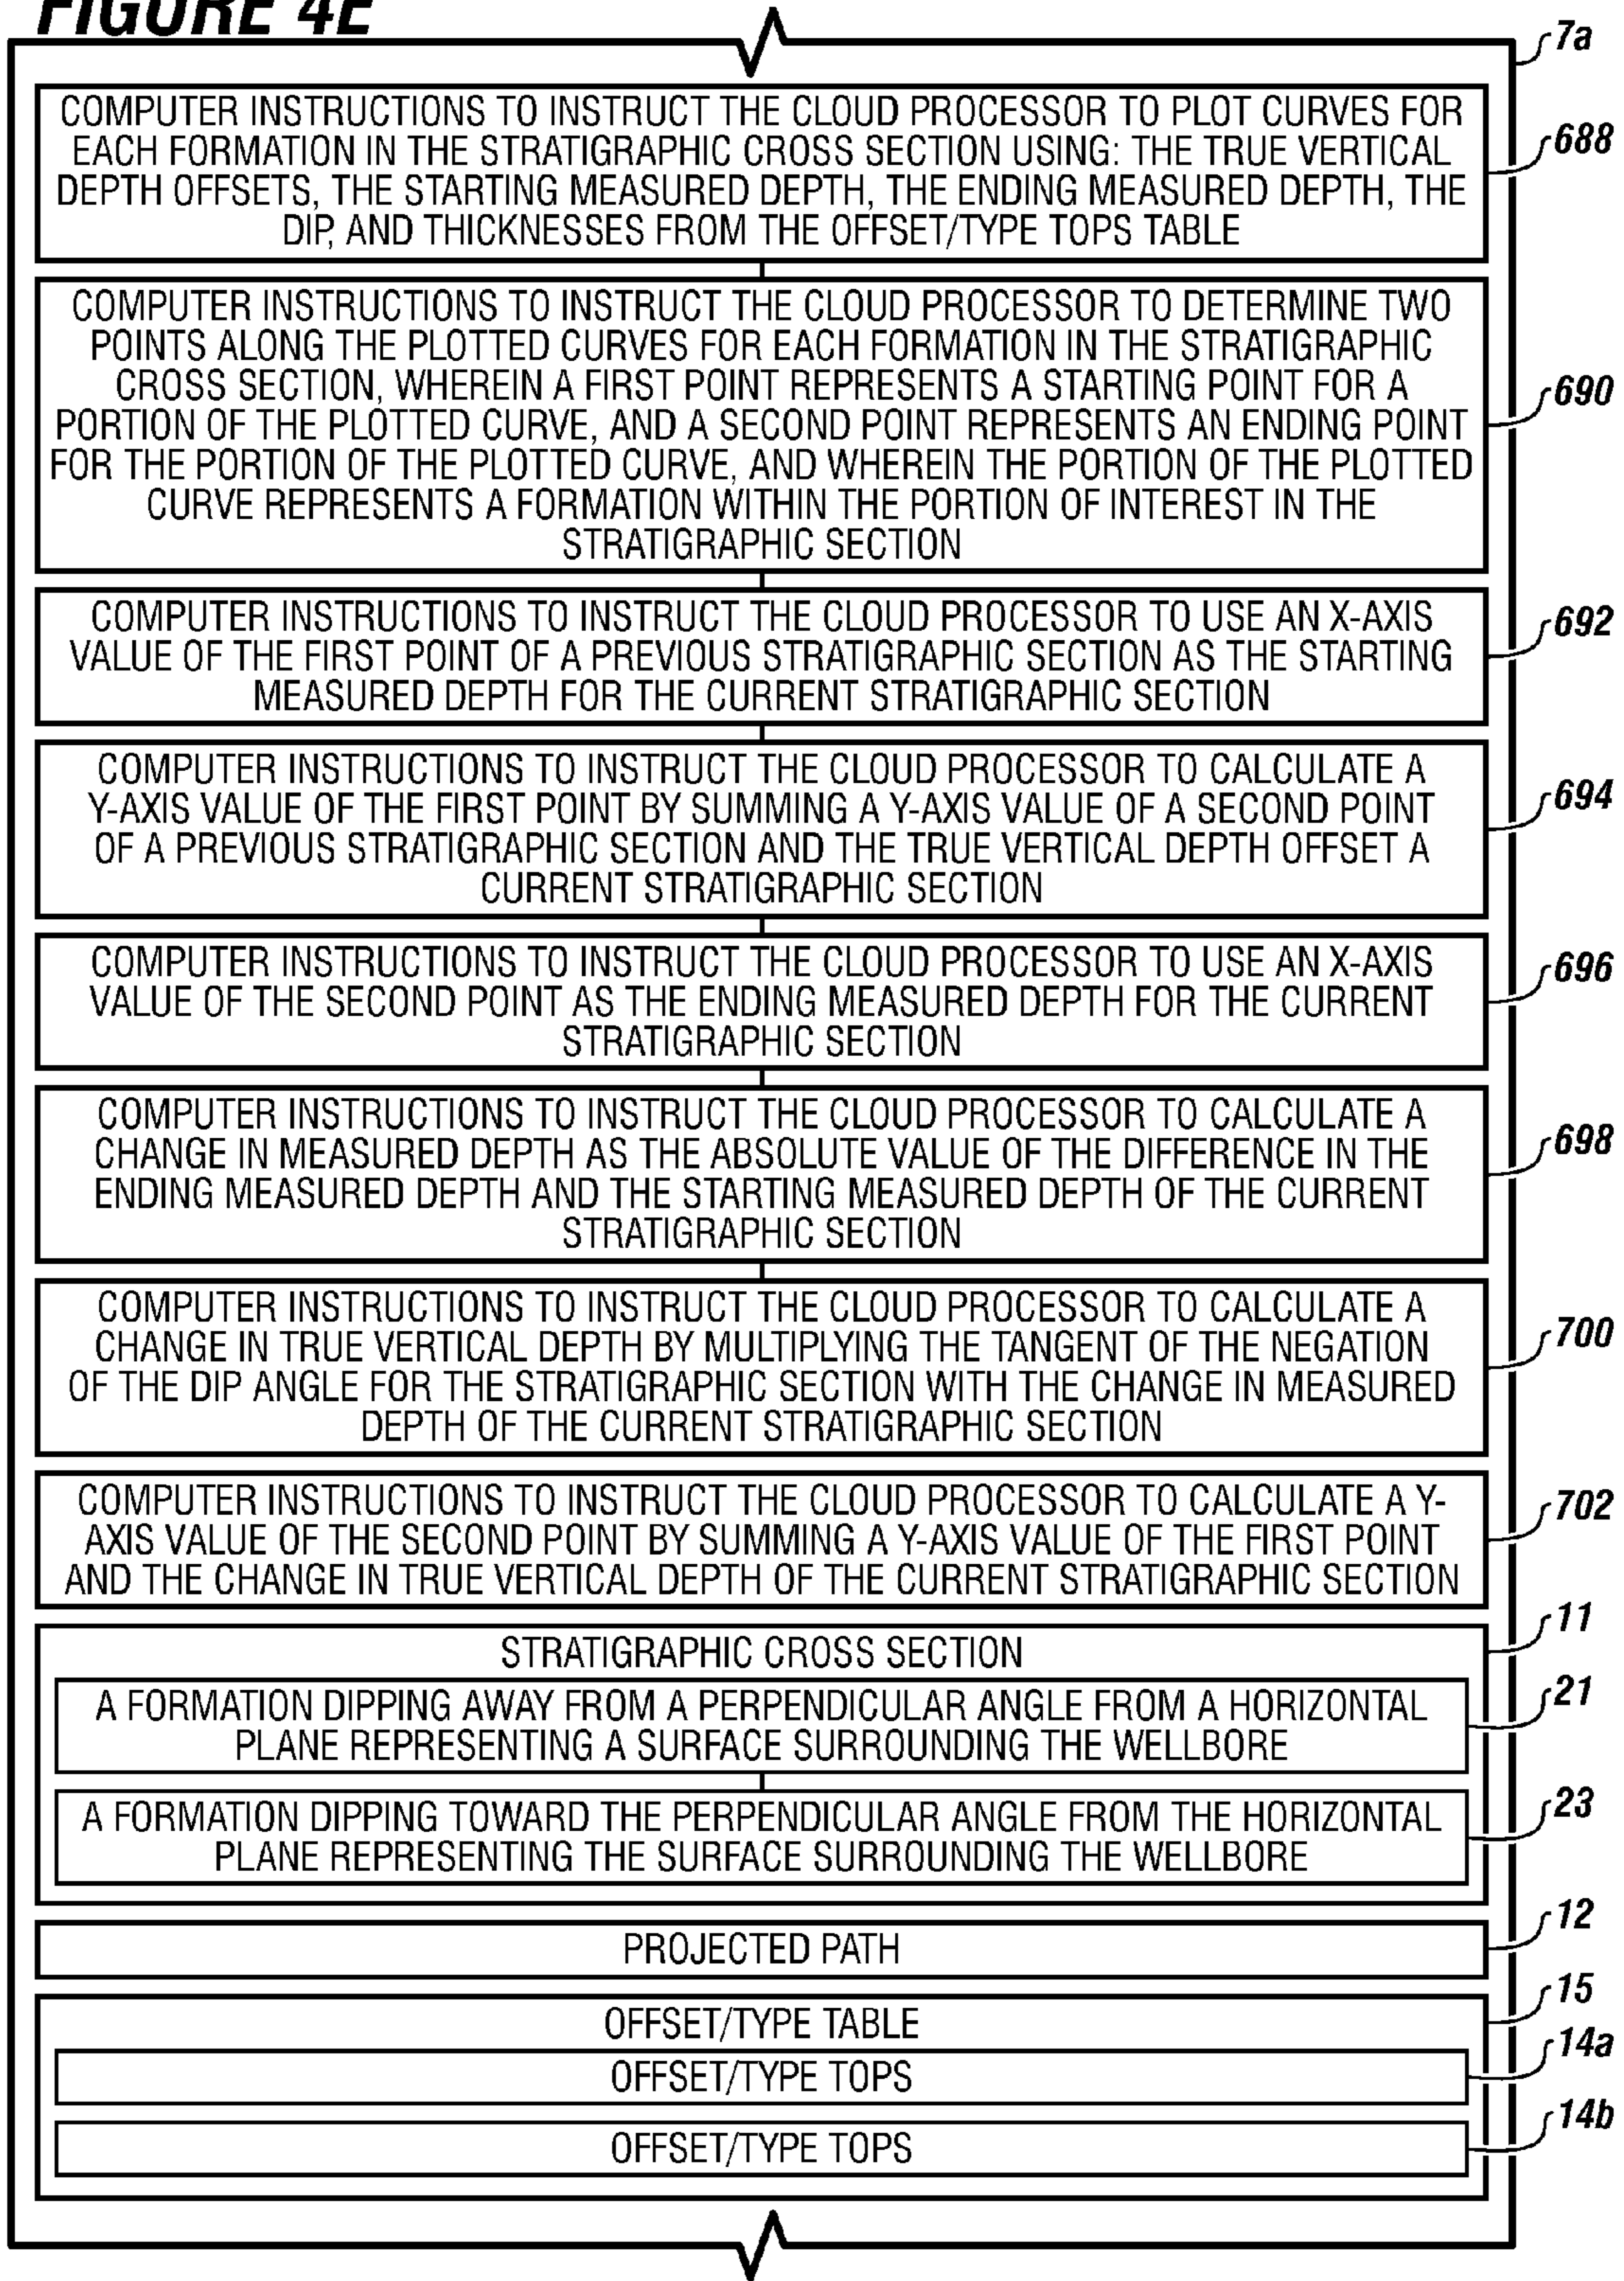 FIGURE 4E
7a
COMPUTER INSTRUCTIONS TO INSTRUCT THE CLOUD PROCESSOR TO PLOT CURVES FOR
EACH FORMATION IN THE STRATIGRAPHIC CROSS SECTION USING: THE TRUE VERTICAL
DEPTH OFFSETS, THE STARTING MEASURED DEPTH, THE ENDING MEASURED DEPTH, THE
DIP, AND THICKNESSES FROM THE OFFSET/TYPE TOPS TABLE
688
COMPUTER INSTRUCTIONS TO INSTRUCT THE CLOUD PROCESSOR TO DETERMINE TWO
POINTS ALONG THE PLOTTED CURVES FOR EACH FORMATION IN THE STRATIGRAPHIC
CROSS SECTION, WHEREIN A FIRST POINT REPRESENTS A STARTING POINT FOR A
PORTION OF THE PLOTTED CURVE, AND A SECOND POINT REPRESENTS AN ENDING POINT
FOR THE PORTION OF THE PLOTTED CURVE, AND WHEREIN THE PORTION OF THE PLOTTED
CURVE REPRESENTS A FORMATION WITHIN THE PORTION OF INTEREST IN THE
STRATIGRAPHIC SECTION
690
COMPUTER INSTRUCTIONS TO INSTRUCT THE CLOUD PROCESSOR TO USE AN X-AXIS
VALUE OF THE FIRST POINT OF A PREVIOUS STRATIGRAPHIC SECTION AS THE STARTING
MEASURED DEPTH FOR THE CURRENT STRATIGRAPHIC SECTION
692
COMPUTER INSTRUCTIONS TO INSTRUCT THE CLOUD PROCESSOR TO CALCULATE A
Y-AXIS VALUE OF THE FIRST POINT BY SUMMING A Y-AXIS VALUE OF A SECOND POINT
OF A PREVIOUS STRATIGRAPHIC SECTION AND THE TRUE VERTICAL DEPTH OFFSET A
CURRENT STRATIGRAPHIC SECTION
694
COMPUTER INSTRUCTIONS TO INSTRUCT THE CLOUD PROCESSOR TO USE AN X-AXIS
VALUE OF THE SECOND POINT AS THE ENDING MEASURED DEPTH FOR THE CURRENT
STRATIGRAPHIC SECTION
696
COMPUTER INSTRUCTIONS TO INSTRUCT THE CLOUD PROCESSOR TO CALCULATE A
CHANGE IN MEASURED DEPTH AS THE ABSOLUTE VALUE OF THE DIFFERENCE IN THE
ENDING MEASURED DEPTH AND THE STARTING MEASURED DEPTH OF THE CURRENT
STRATIGRAPHIC SECTION
698
COMPUTER INSTRUCTIONS TO INSTRUCT THE CLOUD PROCESSOR TO CALCULATE A
CHANGE IN TRUE VERTICAL DEPTH BY MULTIPLYING THE TANGENT OF THE NEGATION
OF THE DIP ANGLE FOR THE STRATIGRAPHIC SECTION WITH THE CHANGE IN MEASURED
DEPTH OF THE CURRENT STRATIGRAPHIC SECTION
700
COMPUTER INSTRUCTIONS TO INSTRUCT THE CLOUD PROCESSOR TO CALCULATE A Y-
AXIS VALUE OF THE SECOND POINT BY SUMMING A Y-AXIS VALUE OF THE FIRST POINT
AND THE CHANGE IN TRUE VERTICAL DEPTH OF THE CURRENT STRATIGRAPHIC SECTION
702
STRATIGRAPHIC CROSS SECTION
11
A FORMATION DIPPING AWAY FROM A PERPENDICULAR ANGLE FROM A HORIZONTAL
PLANE REPRESENTING A SURFACE SURROUNDING THE WELLBORE
21
A FORMATION DIPPING TOWARD THE PERPENDICULAR ANGLE FROM THE HORIZONTAL
PLANE REPRESENTING THE SURFACE SURROUNDING THE WELLBORE
23
PROJECTED PATH
12
OFFSET/TYPE TABLE
15
OFFSET/TYPE TOPS
14a
OFFSET/TYPE TOPS
14b